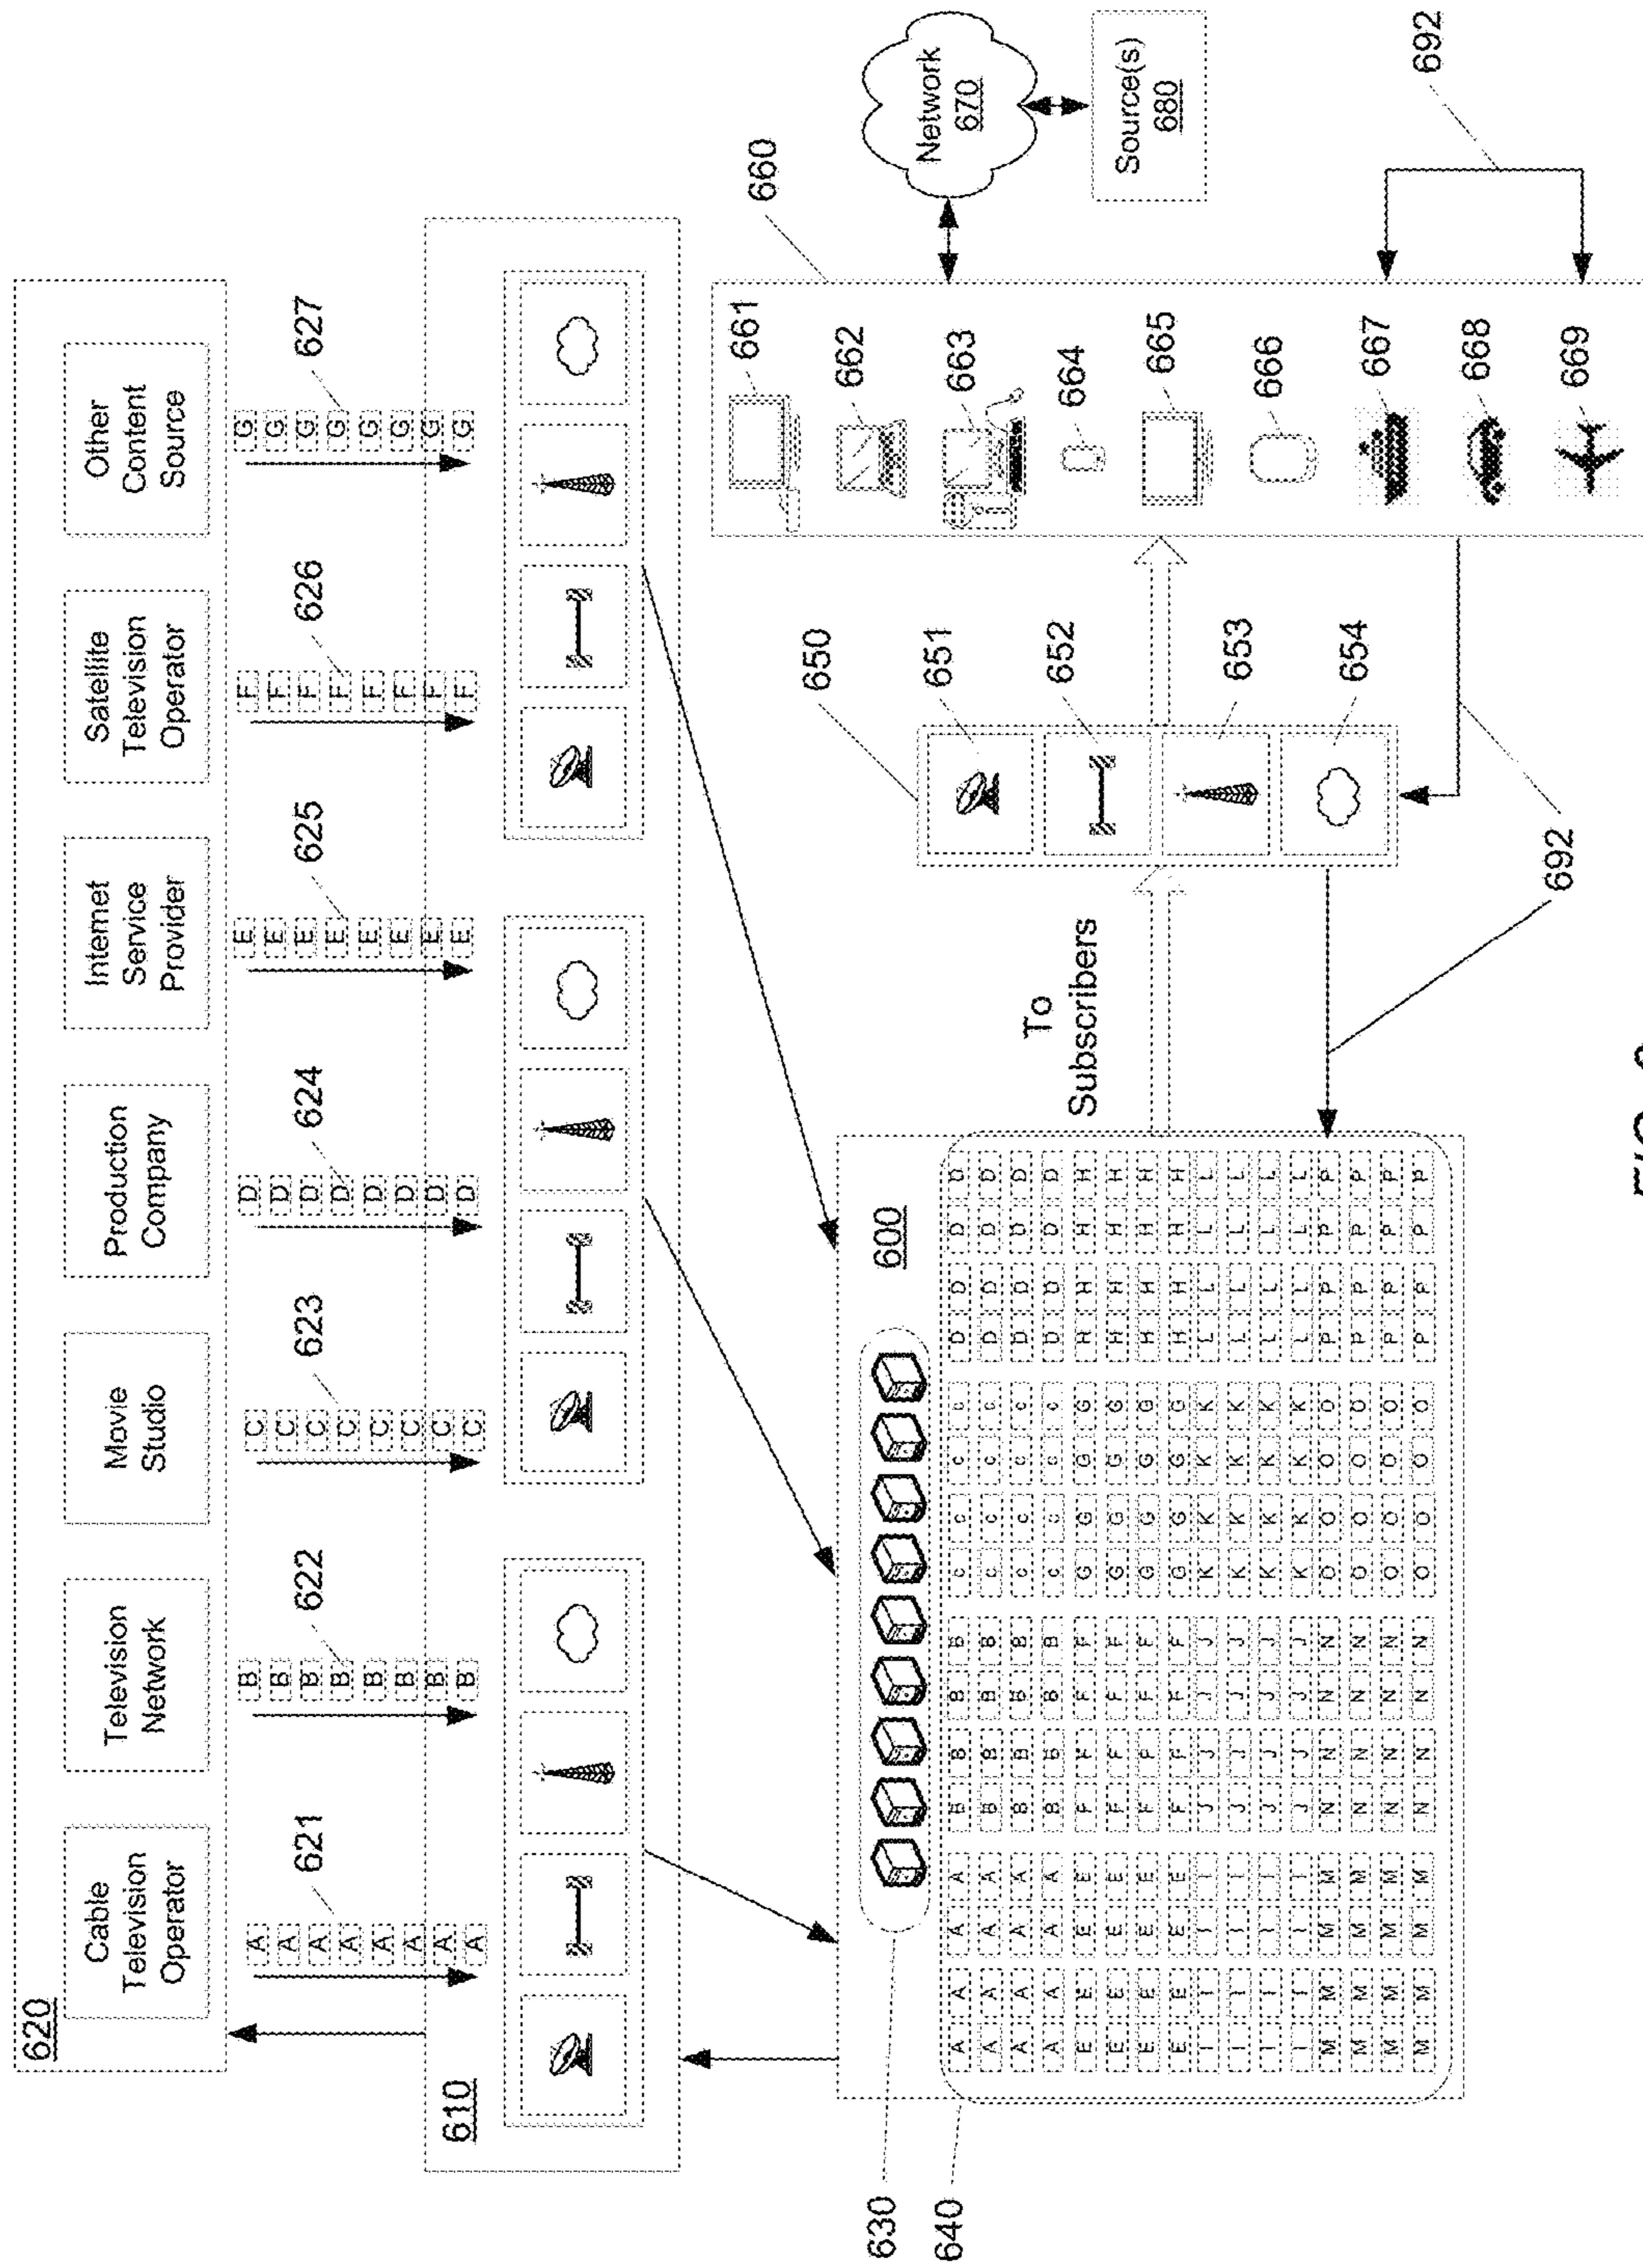 620
Cable
Television
Operator
Television
Network
Movie
Studio
Production
Company
Internet
Service
Provider
Satellite
Television
Operator
Other
Content
Source
A A A A A A A A
621
B B B B B B B B
622
C C C C C C C C
623
D D D D D D D D
624
E E E E E E E E
625
F F F F F F F F
626
G G G G G G G G
627
610
630
640
600
A A A A B B B B c c c c D D D D
A A A A B B B B c c c c D D D D
A A A A B B B B c c c c D D D D
A A A A B B B B c c c c D D D D
E E E E F F F F G G G G H H H H
E E E E F F F F G G G G H H H H
E E E E F F F F G G G G H H H H
E E E E F F F F G G G G H H H H
I I I I J J J J K K K K L L L L
I I I I J J J J K K K K L L L L
I I I I J J J J K K K K L L L L
I I I I J J J J K K K K L L L L
M M M M N N N N O O O O P P P P
M M M M N N N N O O O O P P P P
M M M M N N N N O O O O P P P P
M M M M N N N N O O O O P P P P
To
Subscribers
650
651
652
653
654
692
660
661
662
663
664
665
666
667
668
669
Network
670
Source(s)
680
692
692
FIG.